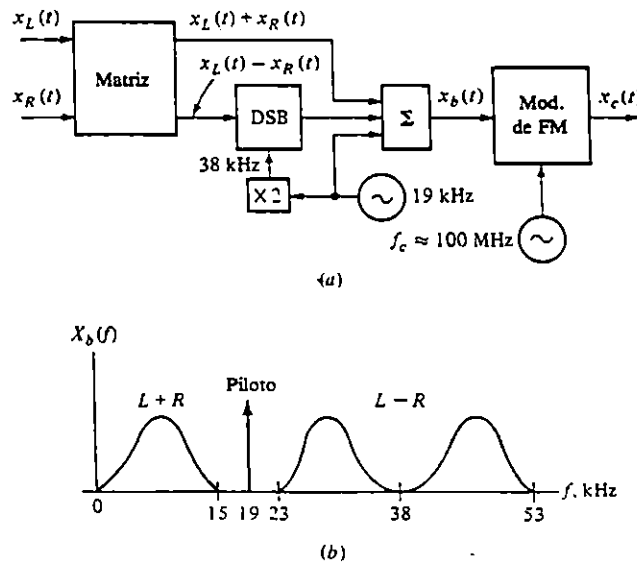 x_L(t)
x_L(t) + x_R(t)
x_L(t) − x_R(t)
x_R(t)
Matriz
DSB
Σ
x_b(t)
Mod.
de FM
x_c(t)
38 kHz
X 2
19 kHz
f_c ≈ 100 MHz
(a)
X_b(f)
L + R
Piloto
L − R
0 15 19 23 38 53 f, kHz
(b)